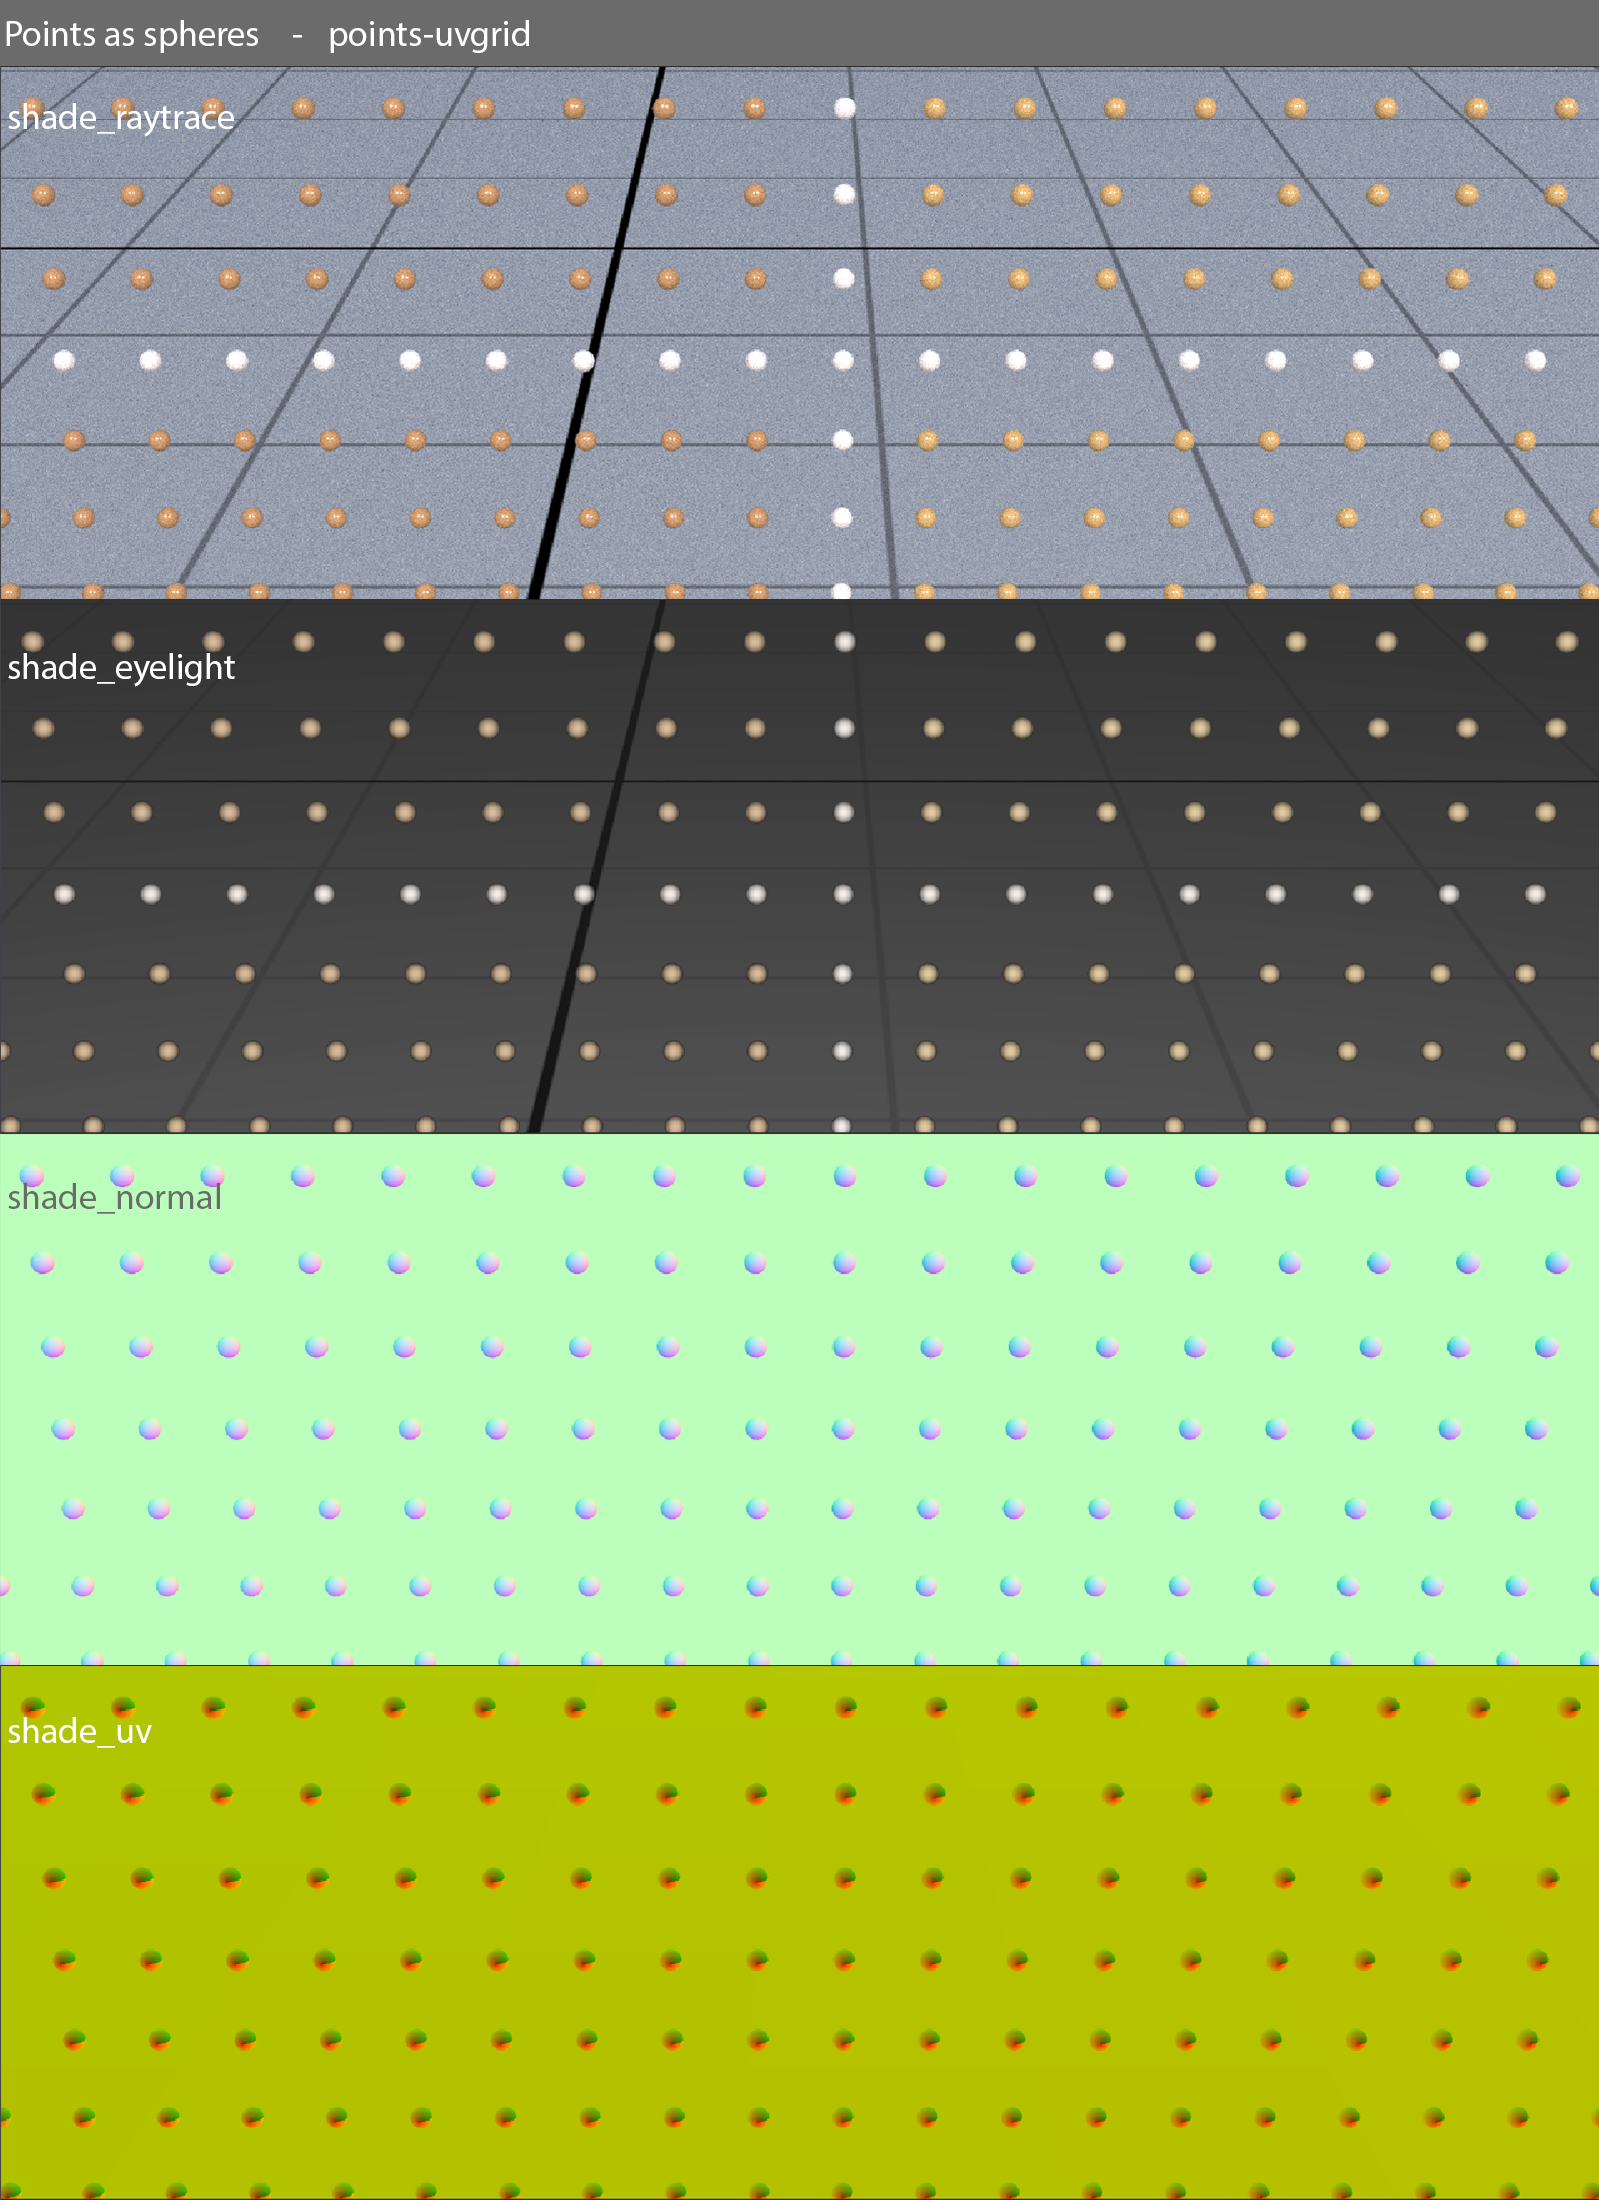 Points as spheres - points-uvgrid
shade_raytrace
shade_eyelight
shade_normal
shade_uv